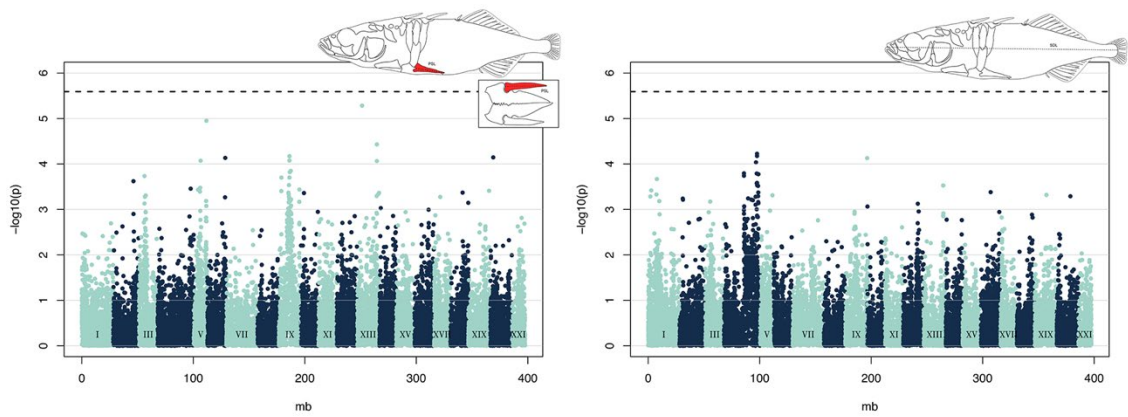 PGL
PGL
6
5
4
3
2
1
0
−log10(p)
I
III
V
VII
IX
XI
XIII
XV
XVII
XIX
XXI
0
100
200
300
400
mb
SDL
6
5
4
3
2
1
0
−log10(p)
I
III
V
VII
IX
XI
XIII
XV
XVII
XIX
XXI
0
100
200
300
400
mb